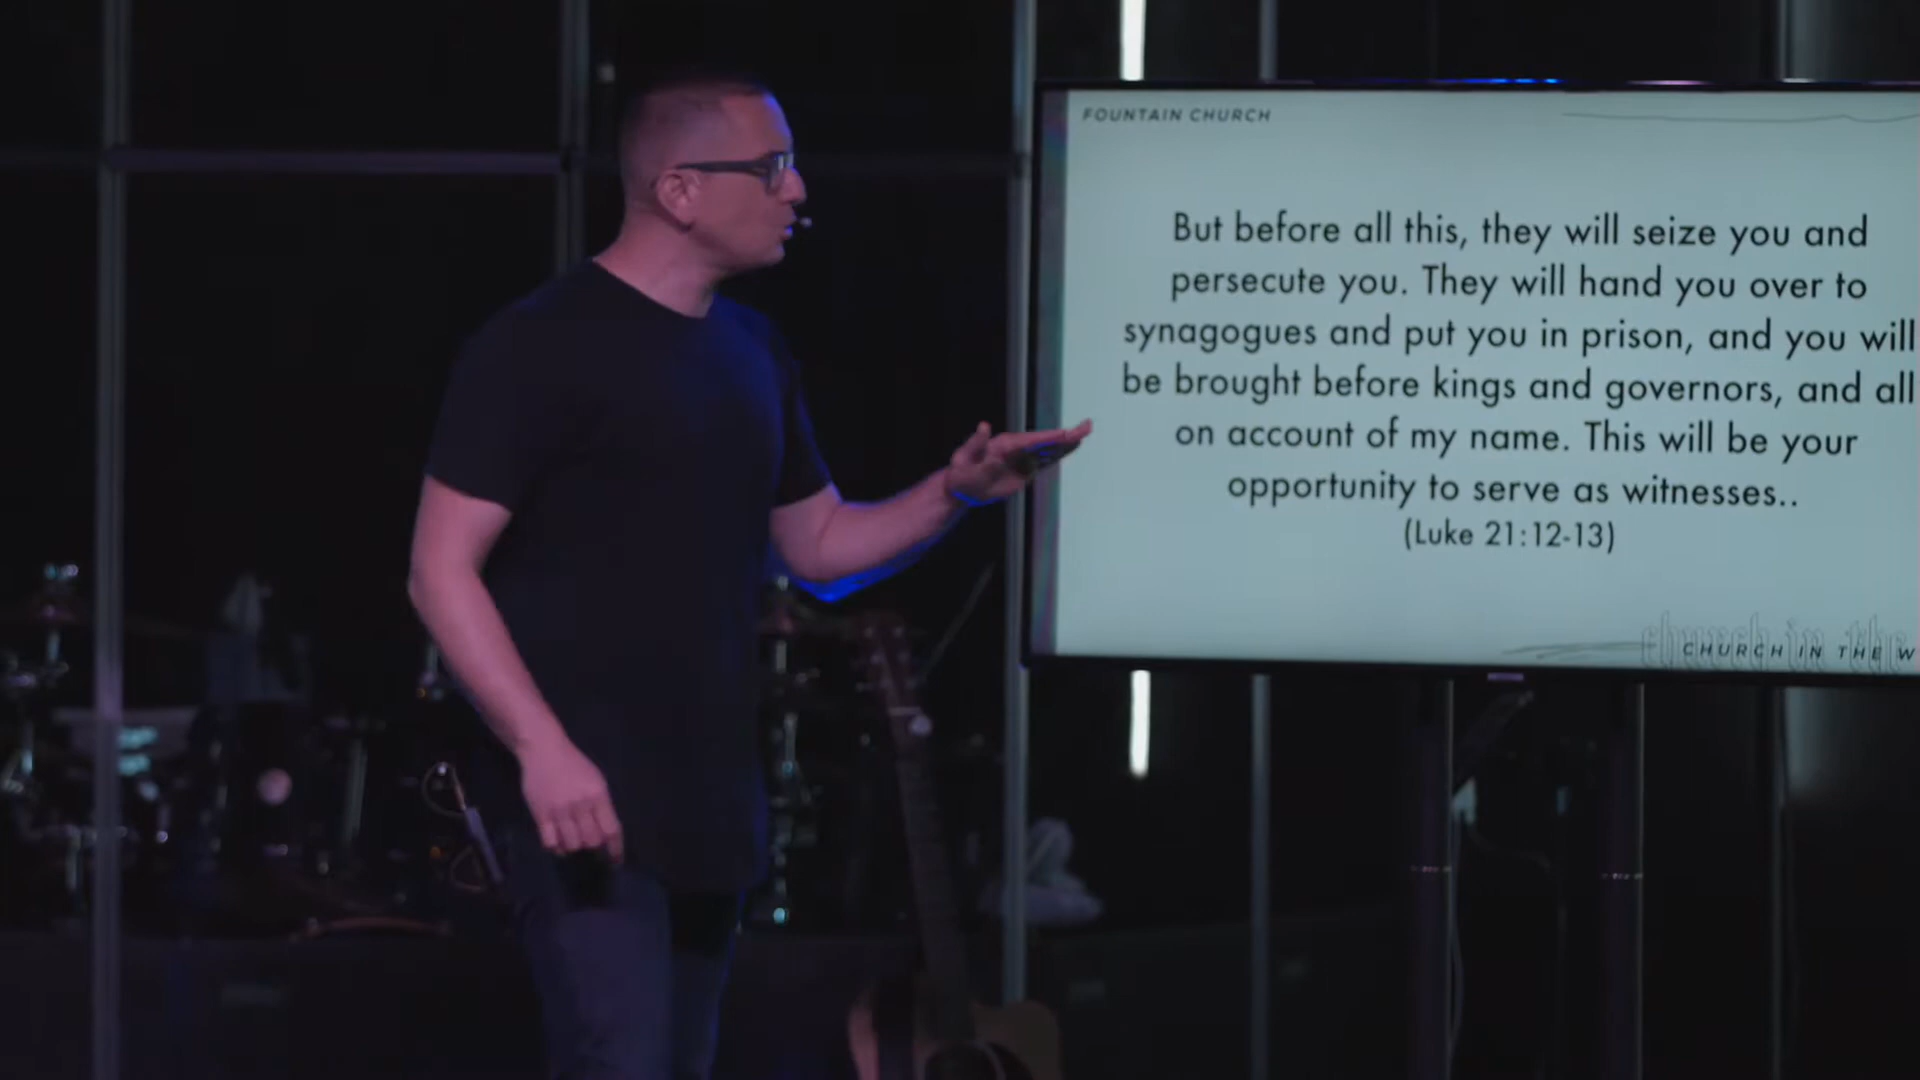 FOUNTAIN CHURCH
But before all this, they will seize you and
persecute you. They will hand you over to
synagogues and put you in prison, and you will
be brought before kings and governors, and all
on account of my name. This will be your
opportunity to serve as witnesses..
(Luke 21:12-13)
church in the
CHURCH IN THE W